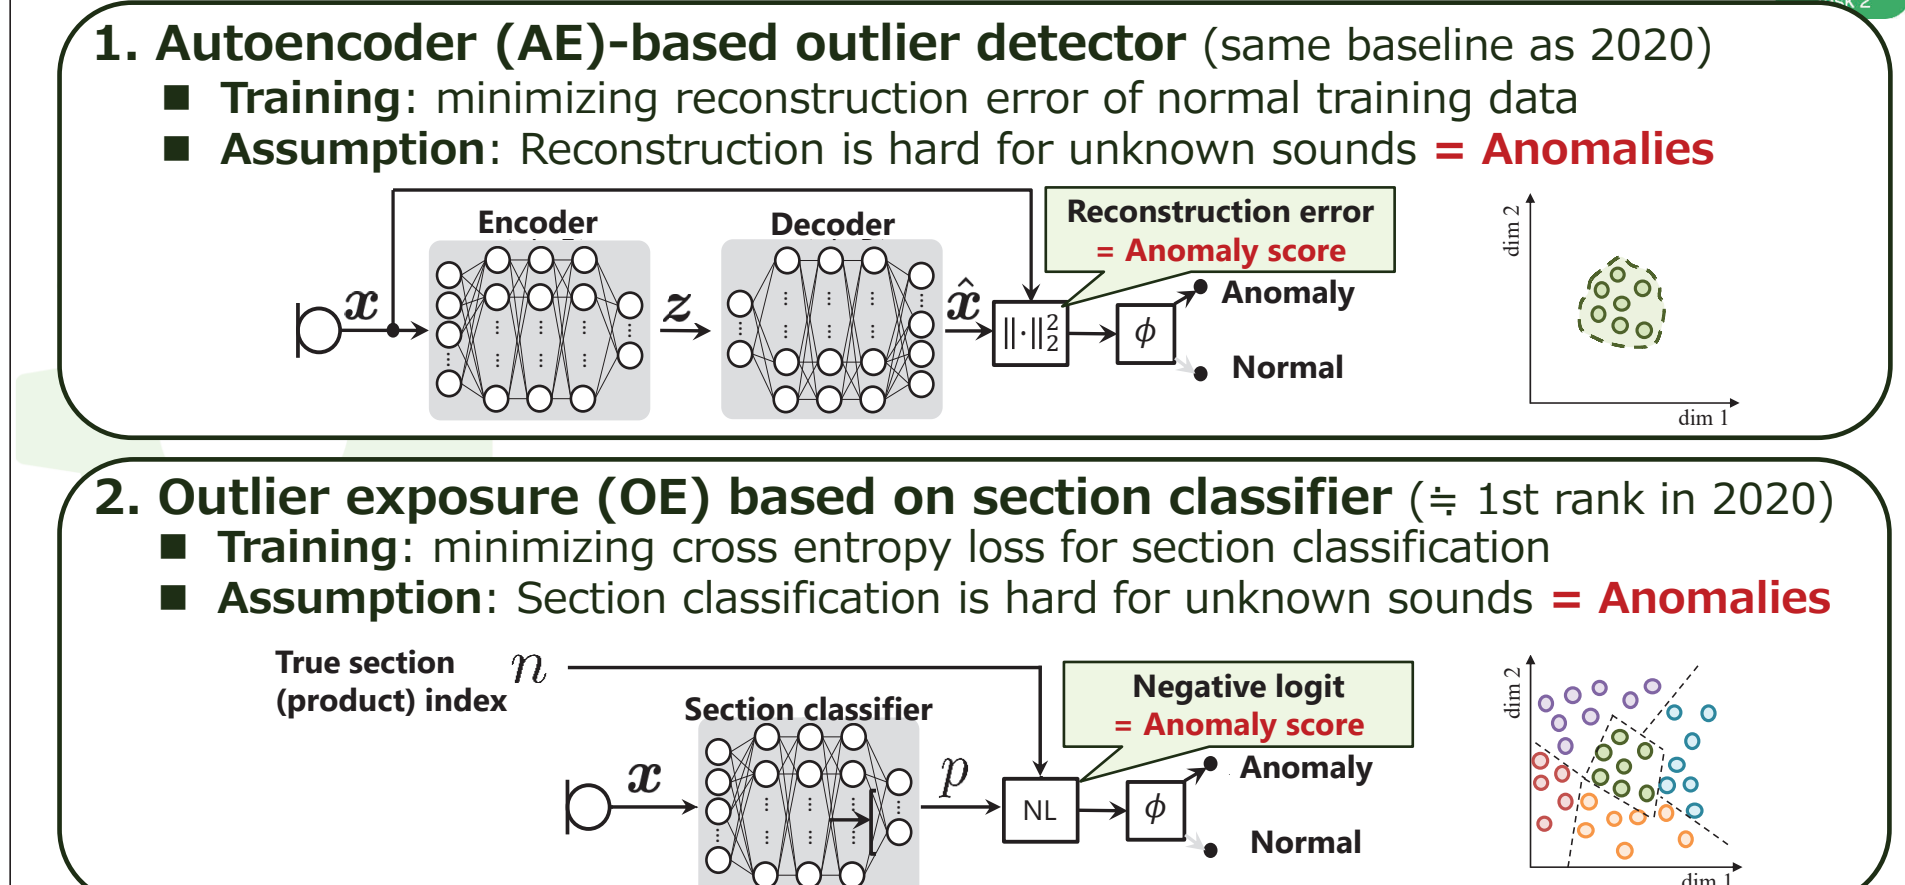 Task 2
1. Autoencoder (AE)-based outlier detector (same baseline as 2020)
■ Training: minimizing reconstruction error of normal training data
■ Assumption: Reconstruction is hard for unknown sounds = Anomalies
Encoder
Decoder
Reconstruction error
= Anomaly score
x
z
x̂
‖·‖₂²
ϕ
Anomaly
Normal
dim 2
dim 1
2. Outlier exposure (OE) based on section classifier (≒ 1st rank in 2020)
■ Training: minimizing cross entropy loss for section classification
■ Assumption: Section classification is hard for unknown sounds = Anomalies
True section n
(product) index
Section classifier
Negative logit
= Anomaly score
x
p
NL
ϕ
Anomaly
Normal
dim 2
dim 1